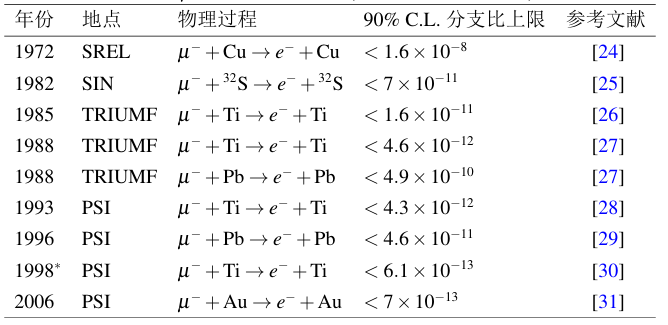 年份 地点 物理过程 90% C.L. 分支比上限 参考文献
1972 SREL μ⁻ + Cu → e⁻ + Cu < 1.6 × 10⁻⁸ [24]
1982 SIN μ⁻ + ³²S → e⁻ + ³²S < 7 × 10⁻¹¹ [25]
1985 TRIUMF μ⁻ + Ti → e⁻ + Ti < 1.6 × 10⁻¹¹ [26]
1988 TRIUMF μ⁻ + Ti → e⁻ + Ti < 4.6 × 10⁻¹² [27]
1988 TRIUMF μ⁻ + Pb → e⁻ + Pb < 4.9 × 10⁻¹⁰ [27]
1993 PSI μ⁻ + Ti → e⁻ + Ti < 4.3 × 10⁻¹² [28]
1996 PSI μ⁻ + Pb → e⁻ + Pb < 4.6 × 10⁻¹¹ [29]
1998* PSI μ⁻ + Ti → e⁻ + Ti < 6.1 × 10⁻¹³ [30]
2006 PSI μ⁻ + Au → e⁻ + Au < 7 × 10⁻¹³ [31]